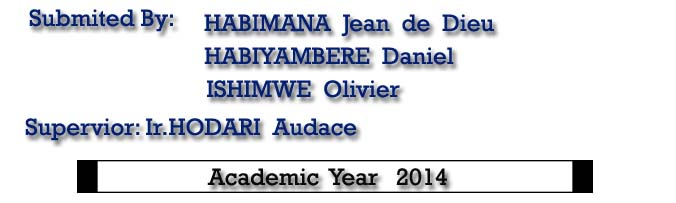 Submited By: HABIMANA Jean de Dieu
HABIYAMBERE Daniel
ISHIMWE Olivier
Supervior: Ir.HODARI Audace
Academic Year 2014